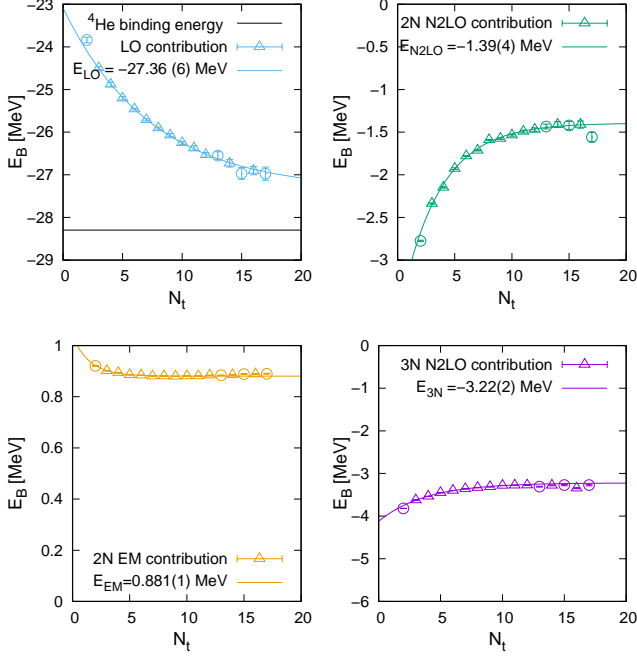 -23
-24
-25
-26
-27
-28
-29
0
5
10
15
20
E_B [MeV]
N_t
⁴He binding energy
LO contribution
E_LO = -27.36 (6) MeV
0
-0.5
-1
-1.5
-2
-2.5
-3
0
5
10
15
20
E_B [MeV]
N_t
2N N2LO contribution
E_N2LO =-1.39(4) MeV
1
0.8
0.6
0.4
0.2
0
0
5
10
15
20
E_B [MeV]
N_t
2N EM contribution
E_EM=0.881(1) MeV
0
-1
-2
-3
-4
-5
-6
0
5
10
15
20
E_B [MeV]
N_t
3N N2LO contribution
E_3N =-3.22(2) MeV